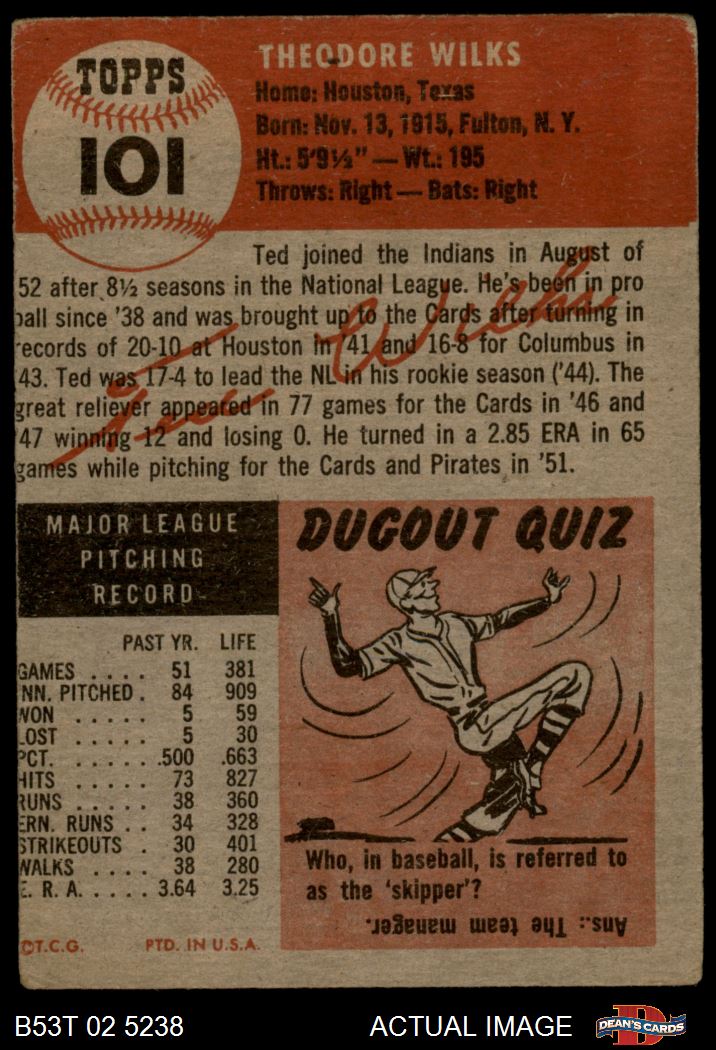 TOPPS
101
THEODORE WILKS
Home: Houston, Texas
Born: Nov. 13, 1915, Fulton, N. Y.
Ht.: 5'9½" — Wt.: 195
Throws: Right — Bats: Right
Ted joined the Indians in August of
52 after 8½ seasons in the National League. He's been in pro
ball since '38 and was brought up to the Cards after turning in
records of 20-10 at Houston in '41 and 16-8 for Columbus in
'43. Ted was 17-4 to lead the NL in his rookie season ('44). The
great reliever appeared in 77 games for the Cards in '46 and
'47 winning 12 and losing 0. He turned in a 2.85 ERA in 65
games while pitching for the Cards and Pirates in '51.
Ted Wilks
MAJOR LEAGUE
PITCHING
RECORD
PAST YR. LIFE
GAMES . . . . 51 381
NN. PITCHED . 84 909
WON . . . . . 5 59
LOST . . . . . 5 30
PCT. . . . . . .500 .663
HITS . . . . . 73 827
RUNS . . . . . 38 360
ERN. RUNS . . 34 328
STRIKEOUTS . 30 401
WALKS . . . . 38 280
E. R. A. . . . . 3.64 3.25
©T.C.G. PTD. IN U.S.A.
DUGOUT QUIZ
Who, in baseball, is referred to
as the 'skipper'?
Ans.: The team manager.
B53T 02 5238 ACTUAL IMAGE
D
DEAN'S CARDS